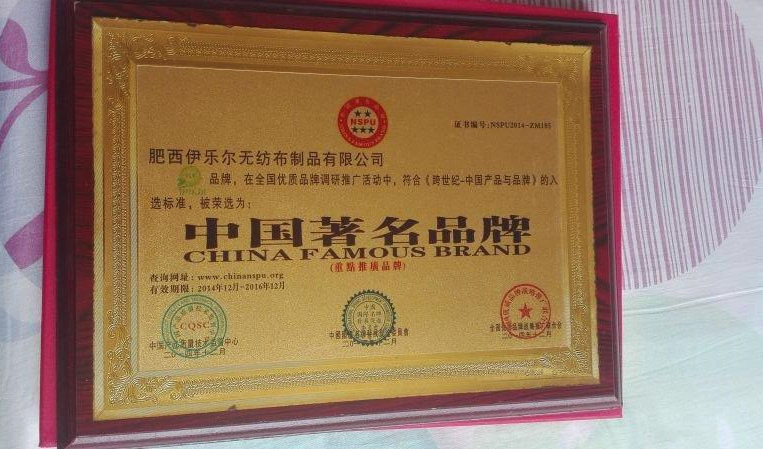 NSPU
证书编号:NSPU2014-ZM185
肥西伊乐尔无纺布制品有限公司
品牌，在全国优质品牌调研推广活动中，符合《跨世纪-中国产品与品牌》的入
选标准，被荣选为:
中国著名品牌
CHINA FAMOUS BRAND
(重點推廣品牌)
查询网址: www.chinanspu.org
有效期限: 2014年12月-2016年12月
CQSC